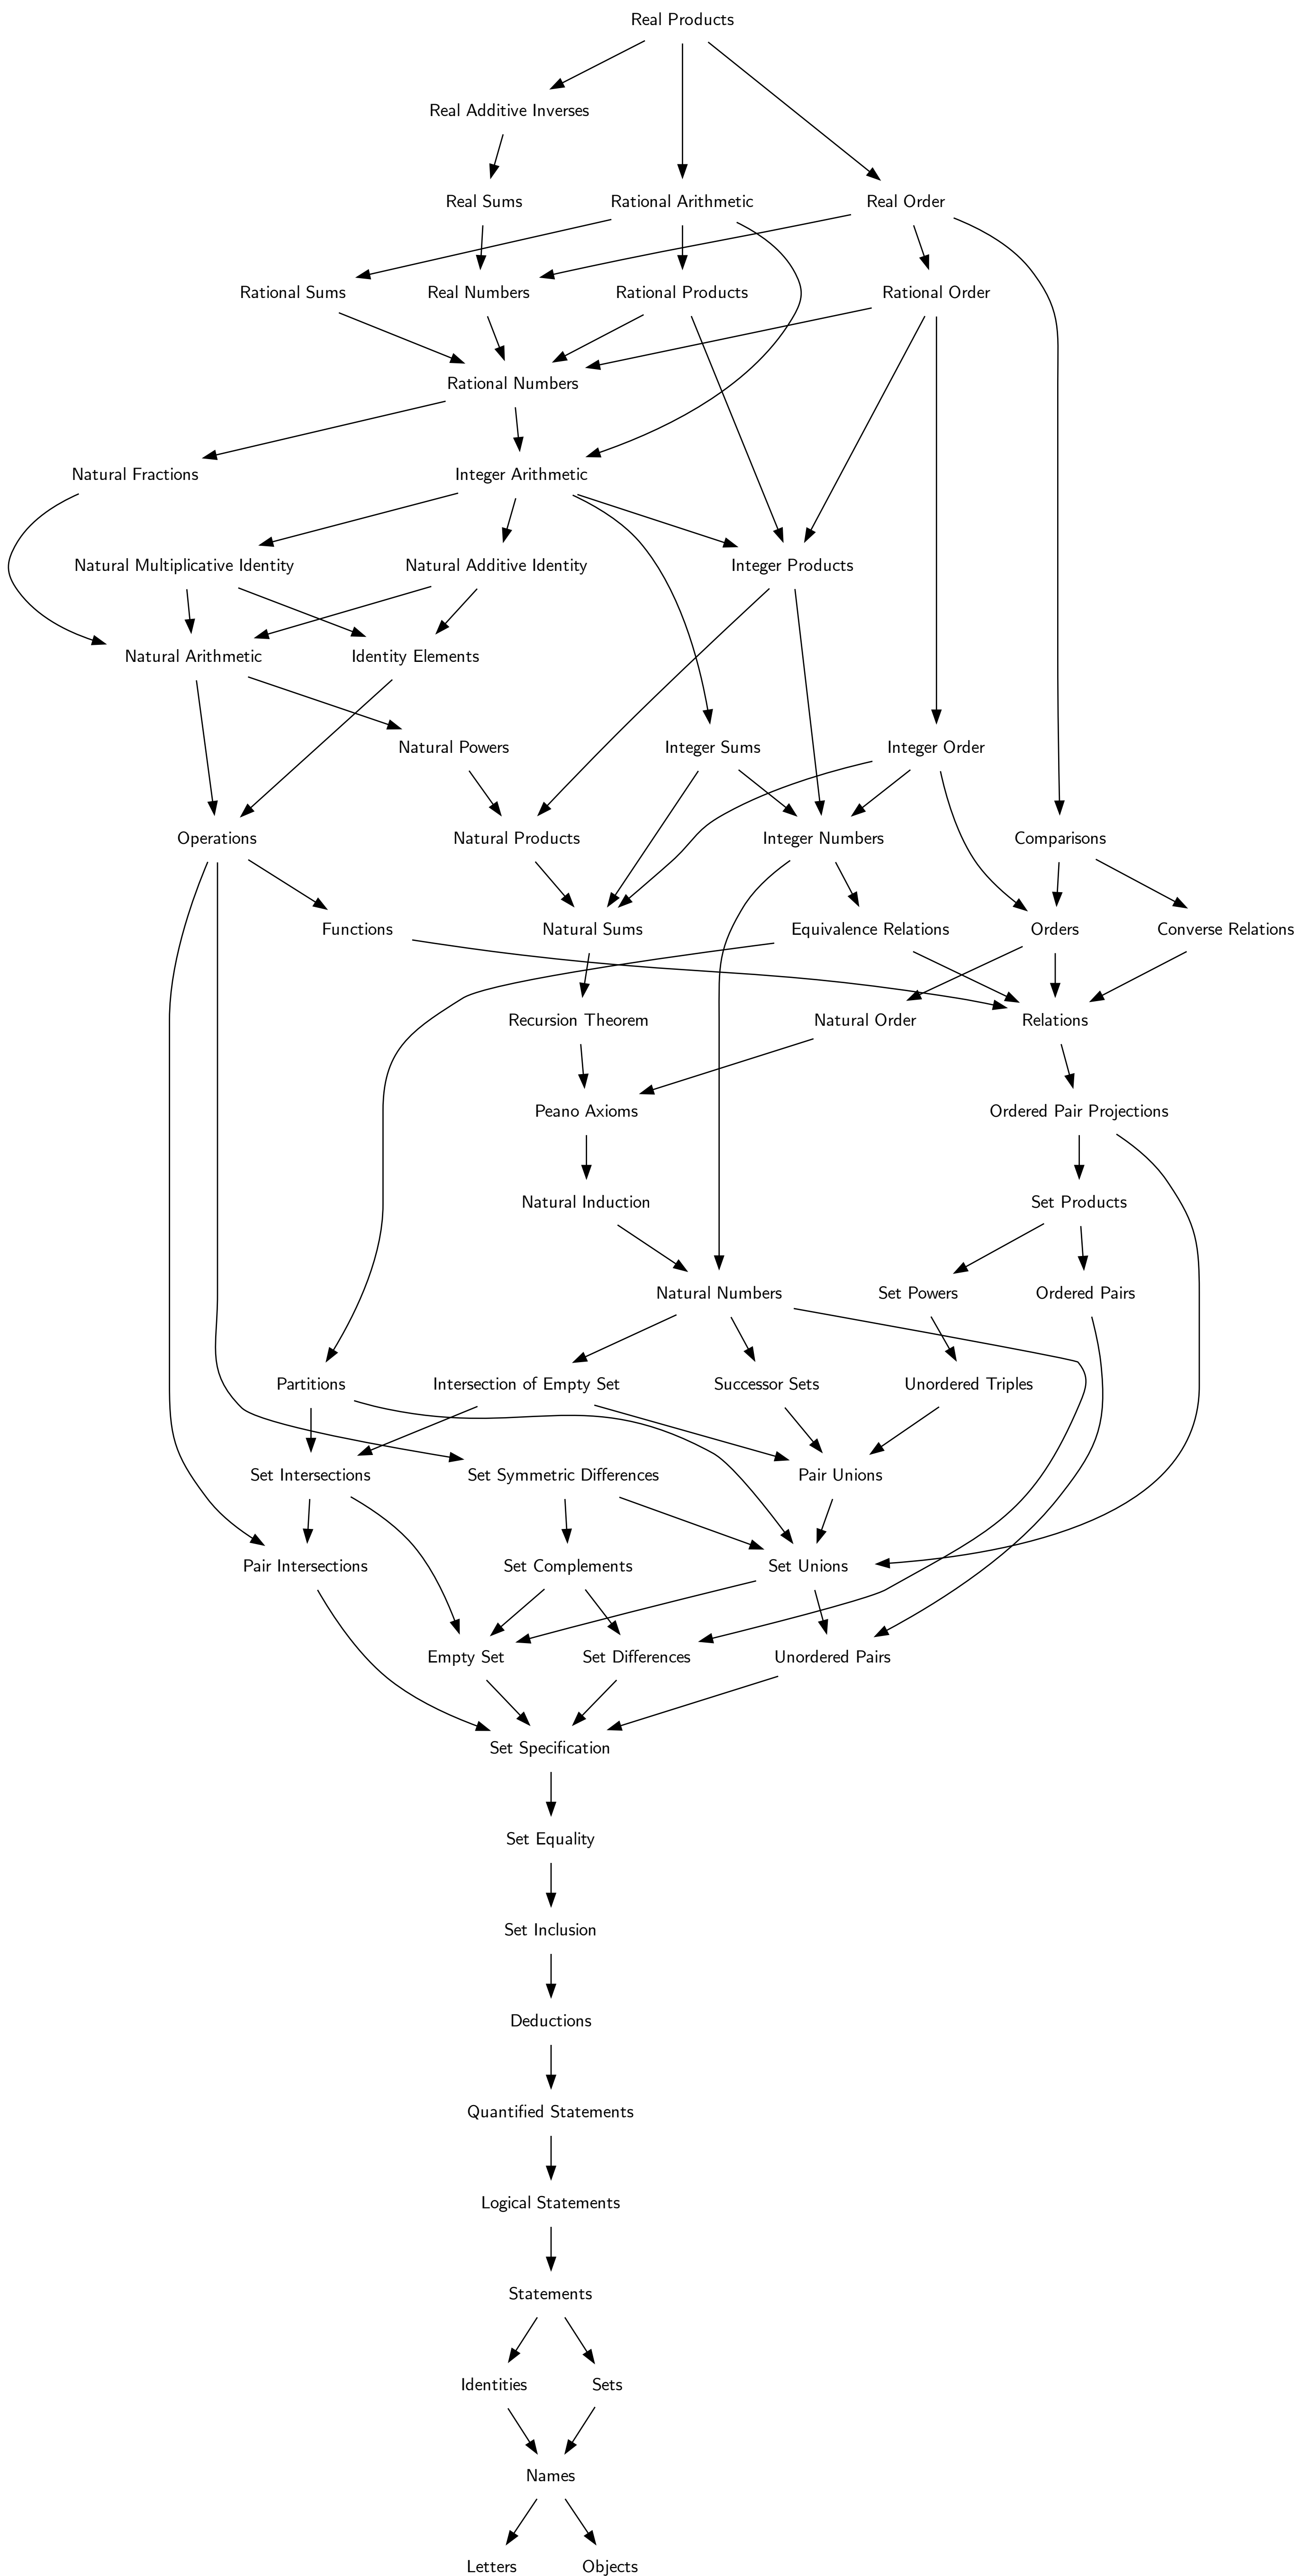 Real Products
Real Additive Inverses
Real Sums
Rational Arithmetic
Real Order
Rational Sums
Real Numbers
Rational Products
Rational Order
Rational Numbers
Natural Fractions
Integer Arithmetic
Natural Multiplicative Identity
Natural Additive Identity
Integer Products
Natural Arithmetic
Identity Elements
Natural Powers
Integer Sums
Integer Order
Operations
Natural Products
Integer Numbers
Comparisons
Functions
Natural Sums
Equivalence Relations
Orders
Converse Relations
Recursion Theorem
Natural Order
Relations
Peano Axioms
Ordered Pair Projections
Natural Induction
Set Products
Natural Numbers
Set Powers
Ordered Pairs
Partitions
Intersection of Empty Set
Successor Sets
Unordered Triples
Set Intersections
Set Symmetric Differences
Pair Unions
Pair Intersections
Set Complements
Set Unions
Empty Set
Set Differences
Unordered Pairs
Set Specification
Set Equality
Set Inclusion
Deductions
Quantified Statements
Logical Statements
Statements
Identities
Sets
Names
Letters
Objects